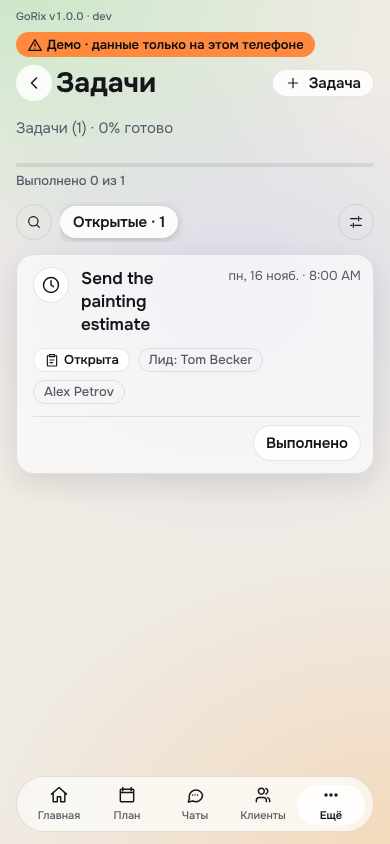 GoRix v1.0.0 · dev
Демо · данные только на этом телефоне
Задачи
Задача
Задачи (1) · 0% готово
Выполнено 0 из 1
Открытые · 1
Send the painting estimate
пн, 16 нояб. · 8:00 AM
Открыта
Лид: Tom Becker
Alex Petrov
Выполнено
Главная
План
Чаты
Клиенты
Ещё